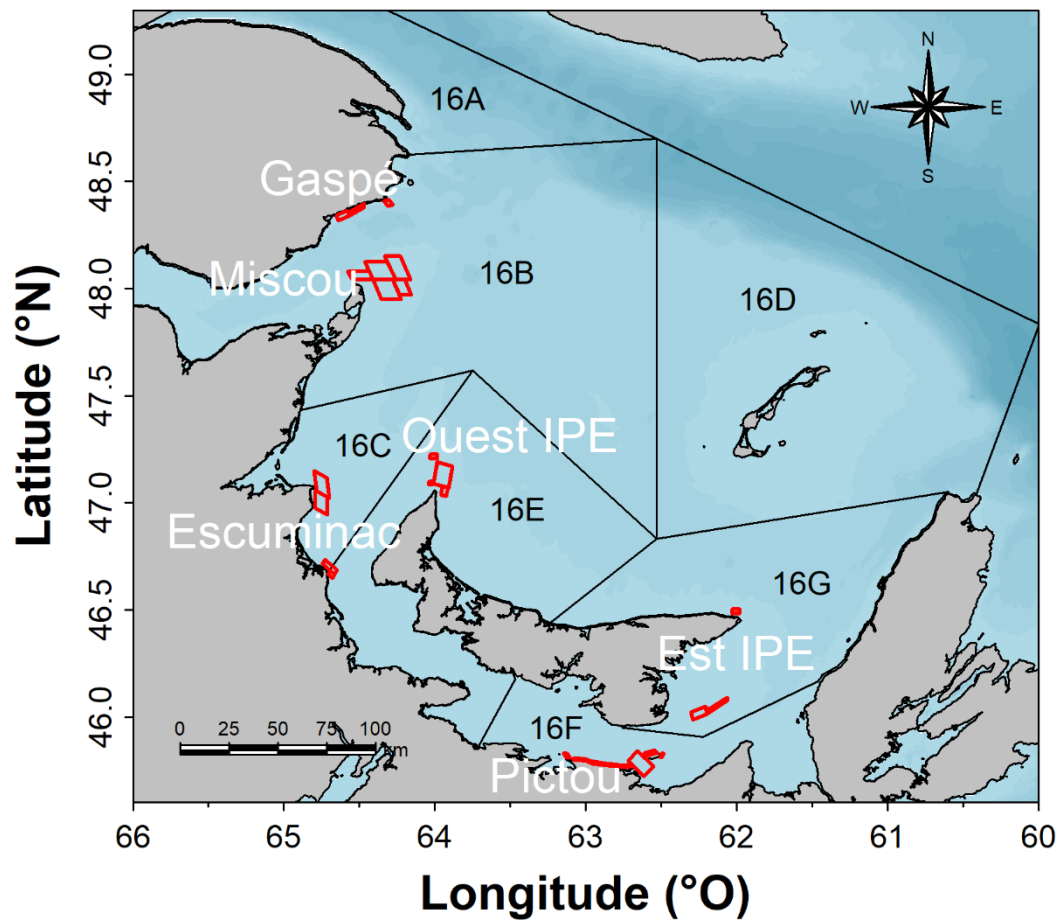 N
W E
S
16A
Gaspé
16B
Miscou
16D
16C
Ouest IPE
16E
Escuminac
16G
Est IPE
16F
Pictou
0 25 50 75 100
km
49.0
48.5
48.0
47.5
47.0
46.5
46.0
Latitude (°N)
66 65 64 63 62 61 60
Longitude (°O)